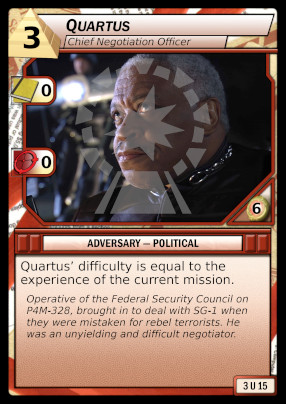 3
QUARTUS
Chief Negotiation Officer
0
0
6
ADVERSARY — POLITICAL
Quartus’ difficulty is equal to the
experience of the current mission.
Operative of the Federal Security Council on
P4M-328, brought in to deal with SG-1 when
they were mistaken for rebel terrorists. He
was an unyielding and difficult negotiator.
3 U 15